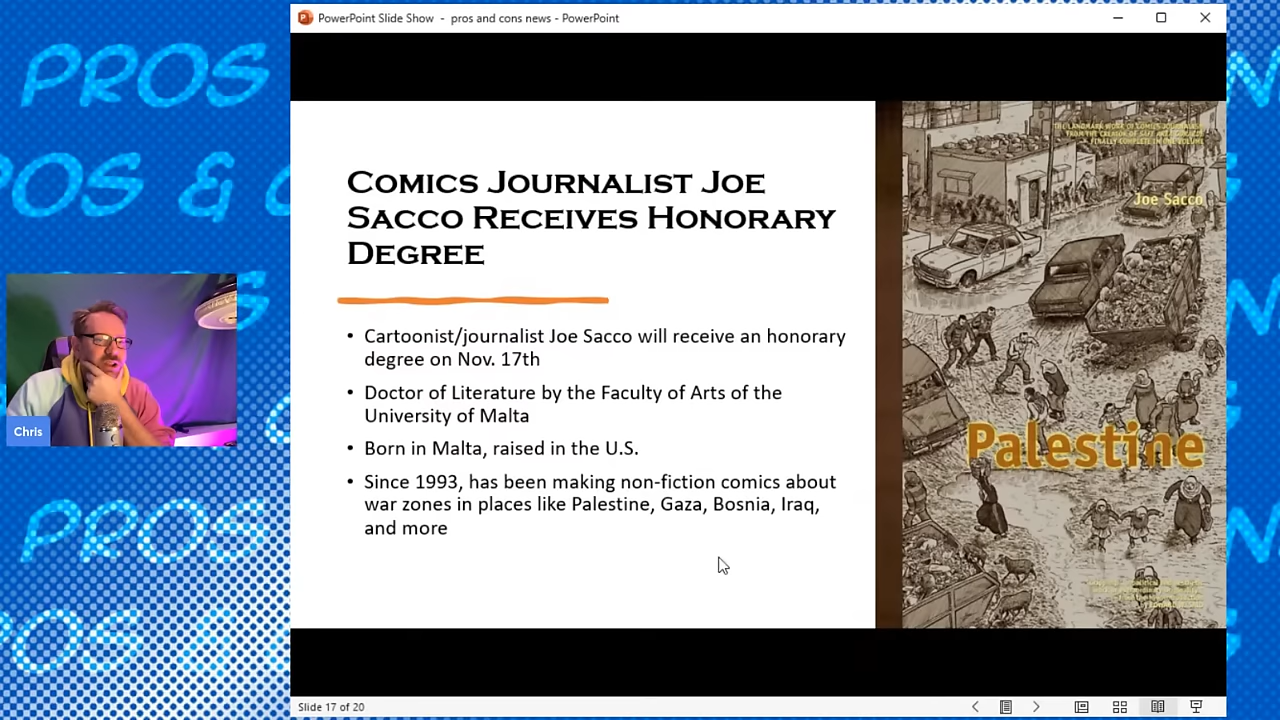 PowerPoint Slide Show - pros and cons news - PowerPoint
PROS
PROS
Chris
COMICS JOURNALIST JOE
SACCO RECEIVES HONORARY
DEGREE
• Cartoonist/journalist Joe Sacco will receive an honorary
degree on Nov. 17th
• Doctor of Literature by the Faculty of Arts of the
University of Malta
• Born in Malta, raised in the U.S.
• Since 1993, has been making non-fiction comics about
war zones in places like Palestine, Gaza, Bosnia, Iraq,
and more
Joe Sacco
Palestine
Slide 17 of 20